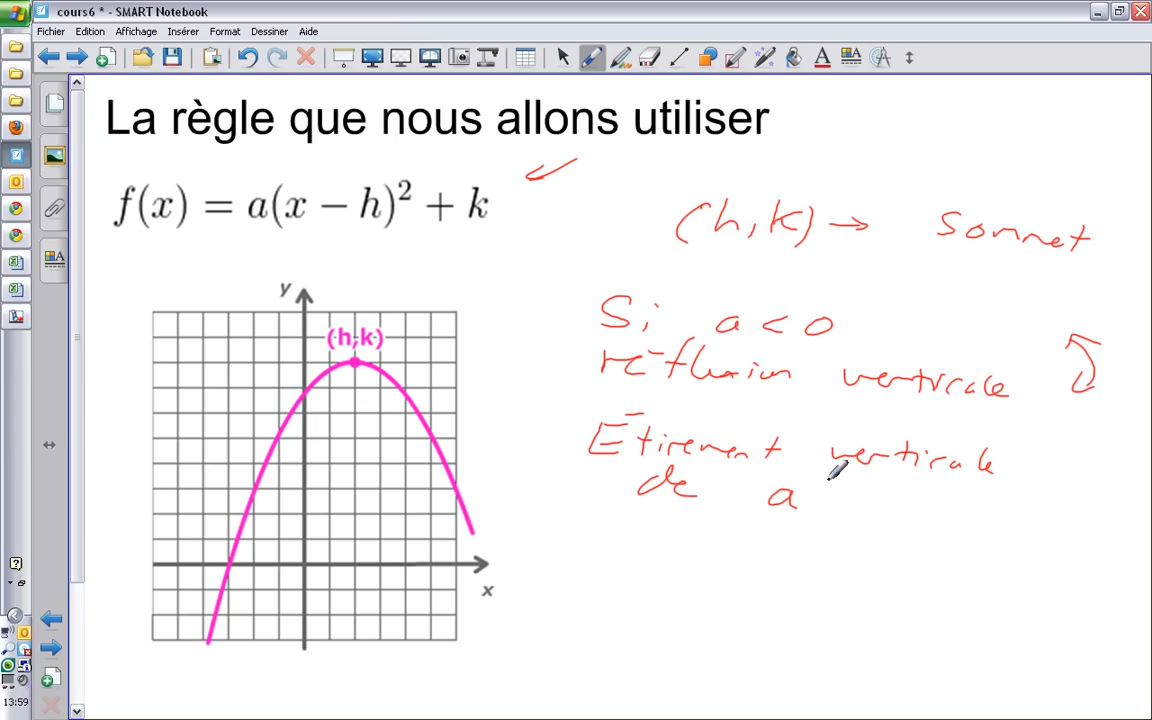 cours6 * - SMART Notebook
Fichier Edition Affichage Insérer Format Dessiner Aide
La règle que nous allons utiliser
f(x) = a(x − h)² + k
(h,k) → Sommet
y
(h,k)
x
Si a < 0
réflexion verticale
Étirement verticale
de a
13:59